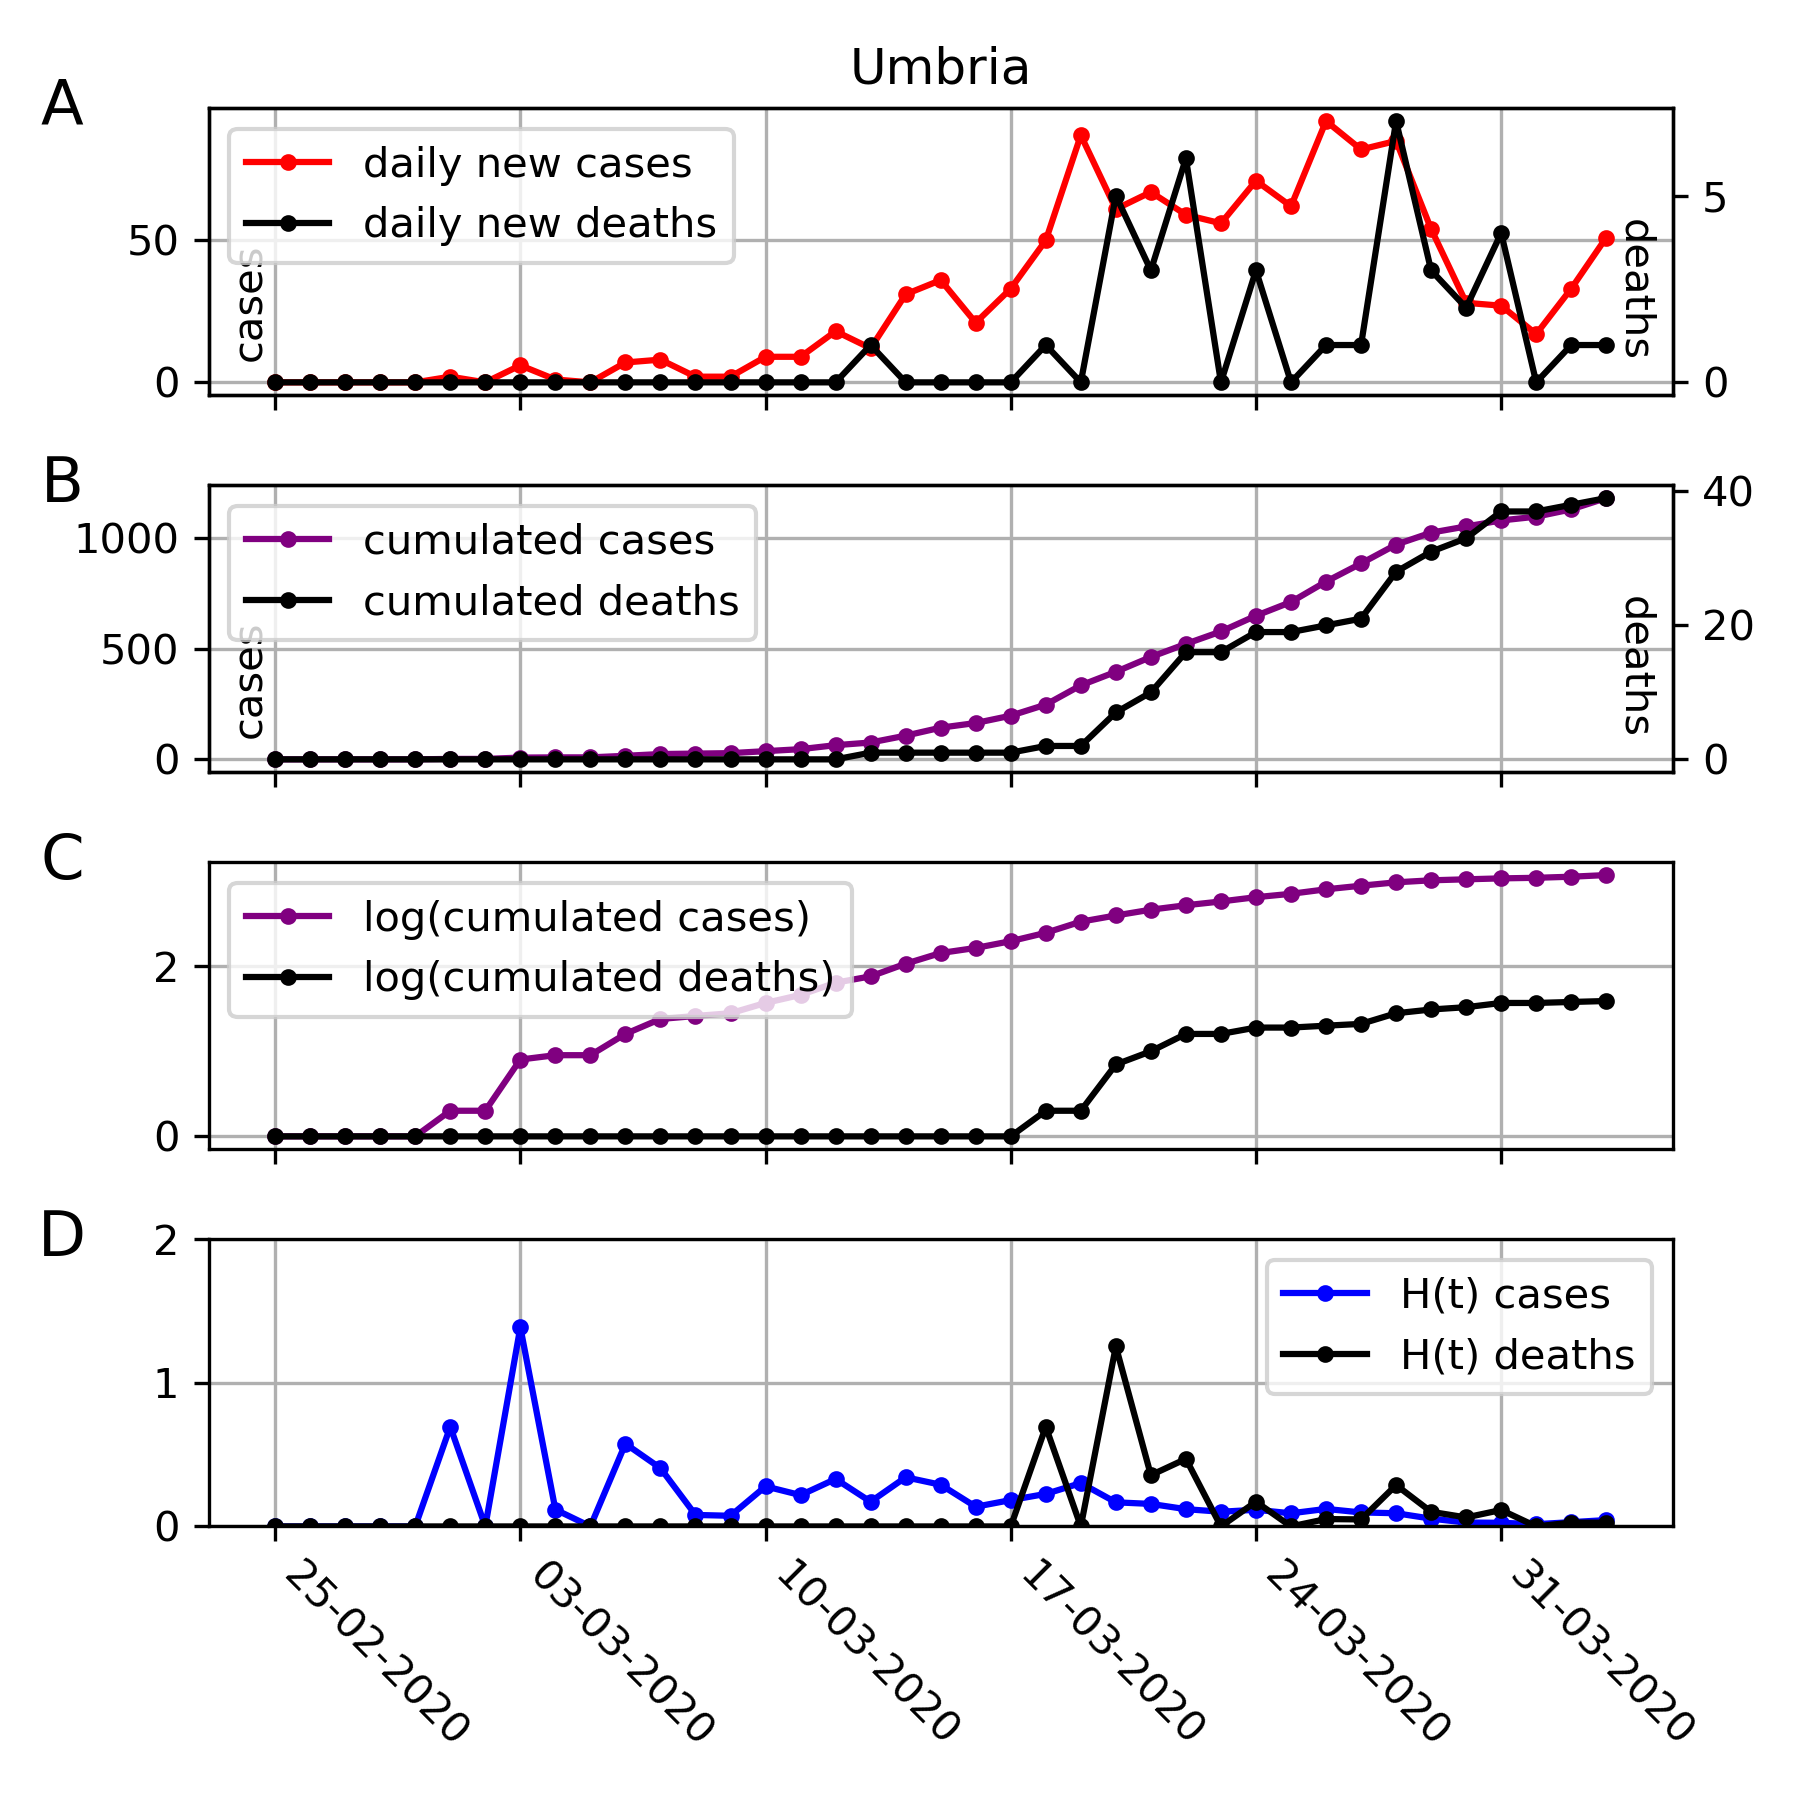 Umbria
A
daily new cases
daily new deaths
50
0
cases
5
0
deaths
B
cumulated cases
cumulated deaths
1000
500
0
cases
40
20
0
deaths
C
log(cumulated cases)
log(cumulated deaths)
2
0
D
H(t) cases
H(t) deaths
2
1
0
25-02-2020
03-03-2020
10-03-2020
17-03-2020
24-03-2020
31-03-2020